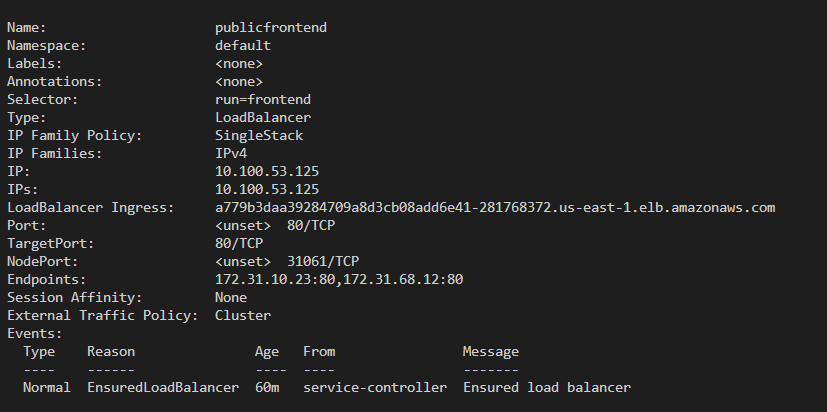 Name:                     publicfrontend
Namespace:                default
Labels:                   <none>
Annotations:              <none>
Selector:                 run=frontend
Type:                     LoadBalancer
IP Family Policy:         SingleStack
IP Families:              IPv4
IP:                       10.100.53.125
IPs:                      10.100.53.125
LoadBalancer Ingress:     a779b3daa39284709a8d3cb08add6e41-281768372.us-east-1.elb.amazonaws.com
Port:                     <unset>  80/TCP
TargetPort:               80/TCP
NodePort:                 <unset>  31061/TCP
Endpoints:                172.31.10.23:80,172.31.68.12:80
Session Affinity:         None
External Traffic Policy:  Cluster
Events:
  Type    Reason                Age   From                Message
  ----    ------                ----  ----                -------
  Normal  EnsuredLoadBalancer   60m   service-controller  Ensured load balancer